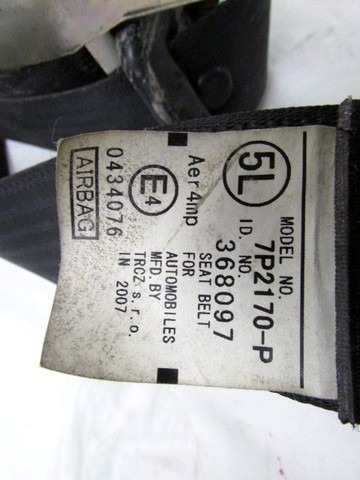 5L
MODEL NO.
7P2170-P
ID. NO.
368097
Aer4mp
SEAT BELT
FOR
AUTOMOBILES
E4
MFD. BY
TRCZ s.r.o.
IN 2007
0434076
AIRBAG